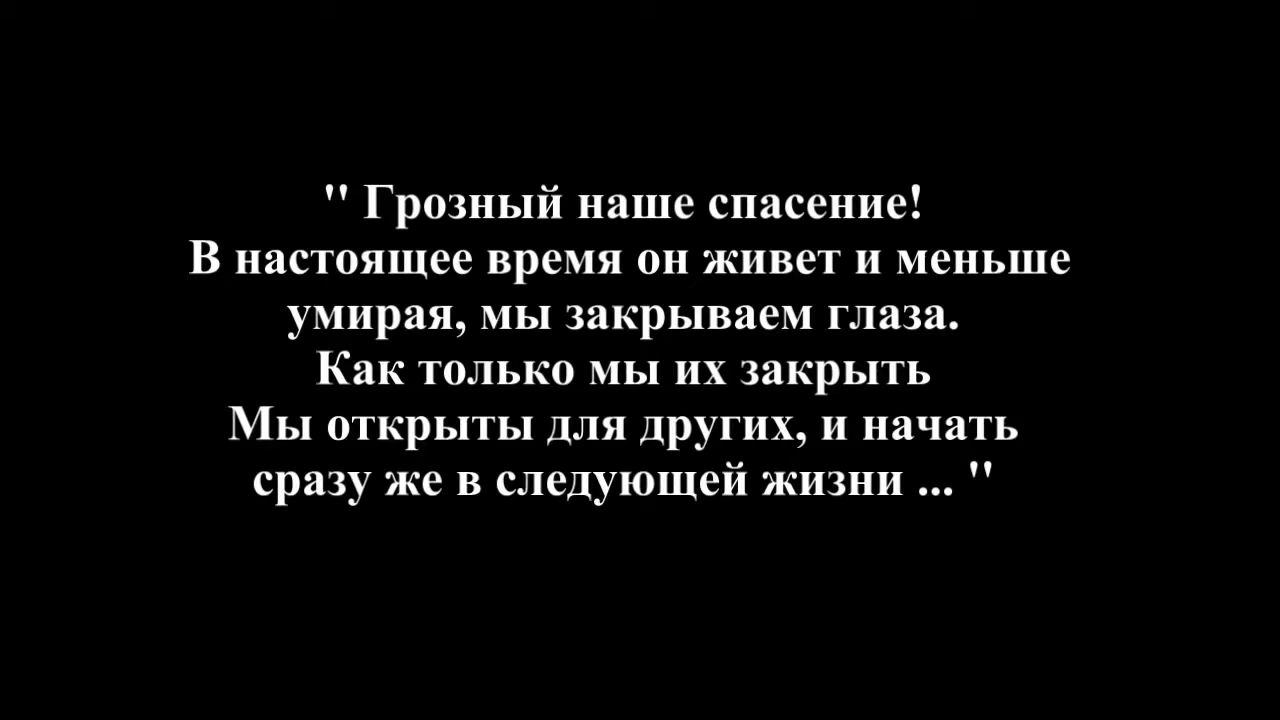 " Грозный наше спасение!
В настоящее время он живет и меньше
умирая, мы закрываем глаза.
Как только мы их закрыть
Мы открыты для других, и начать
сразу же в следующей жизни ... "